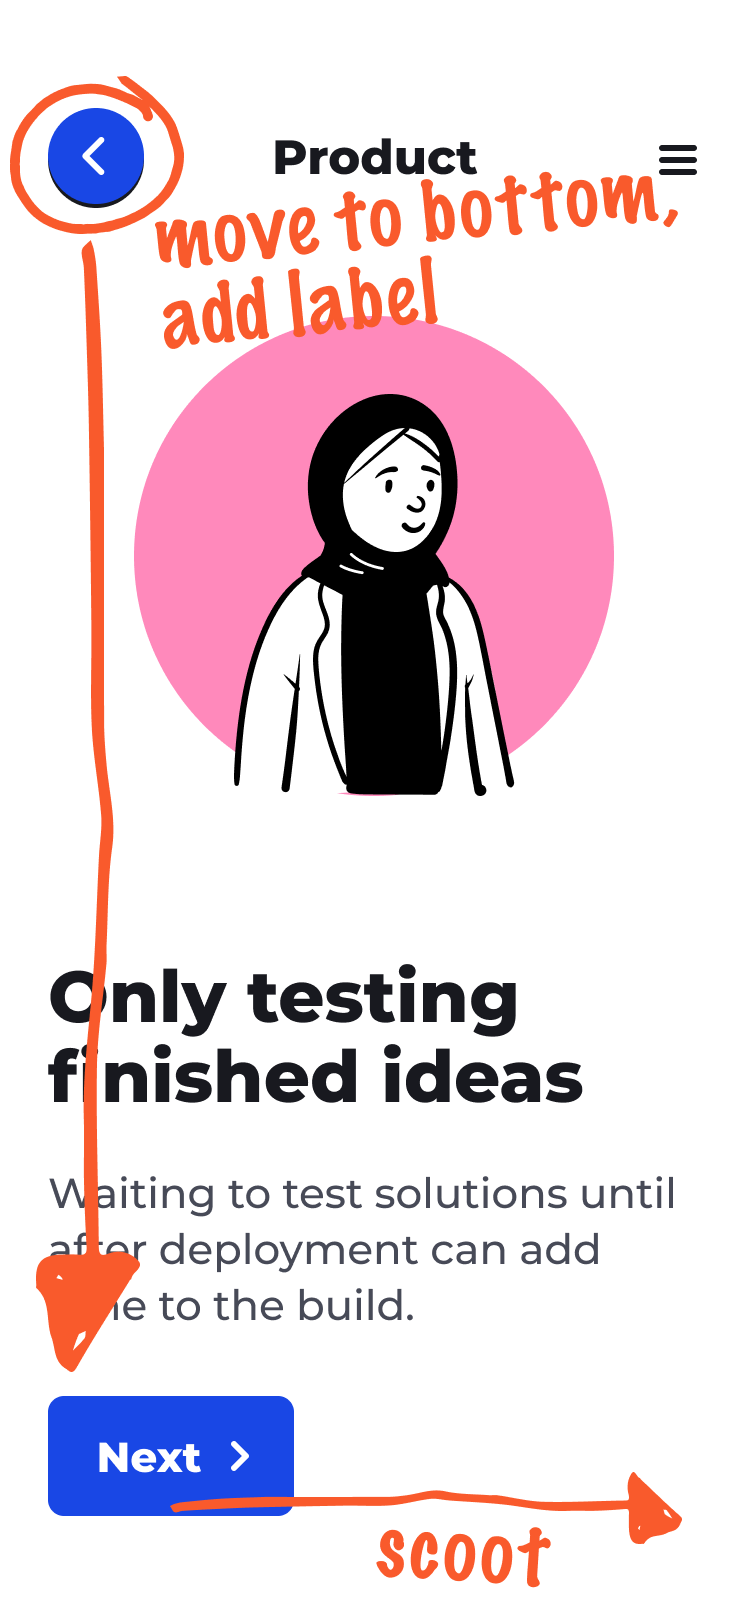 Product
move to bottom,
add label
Only testing
finished ideas
Waiting to test solutions until
after deployment can add
to the build.
Next
scoot